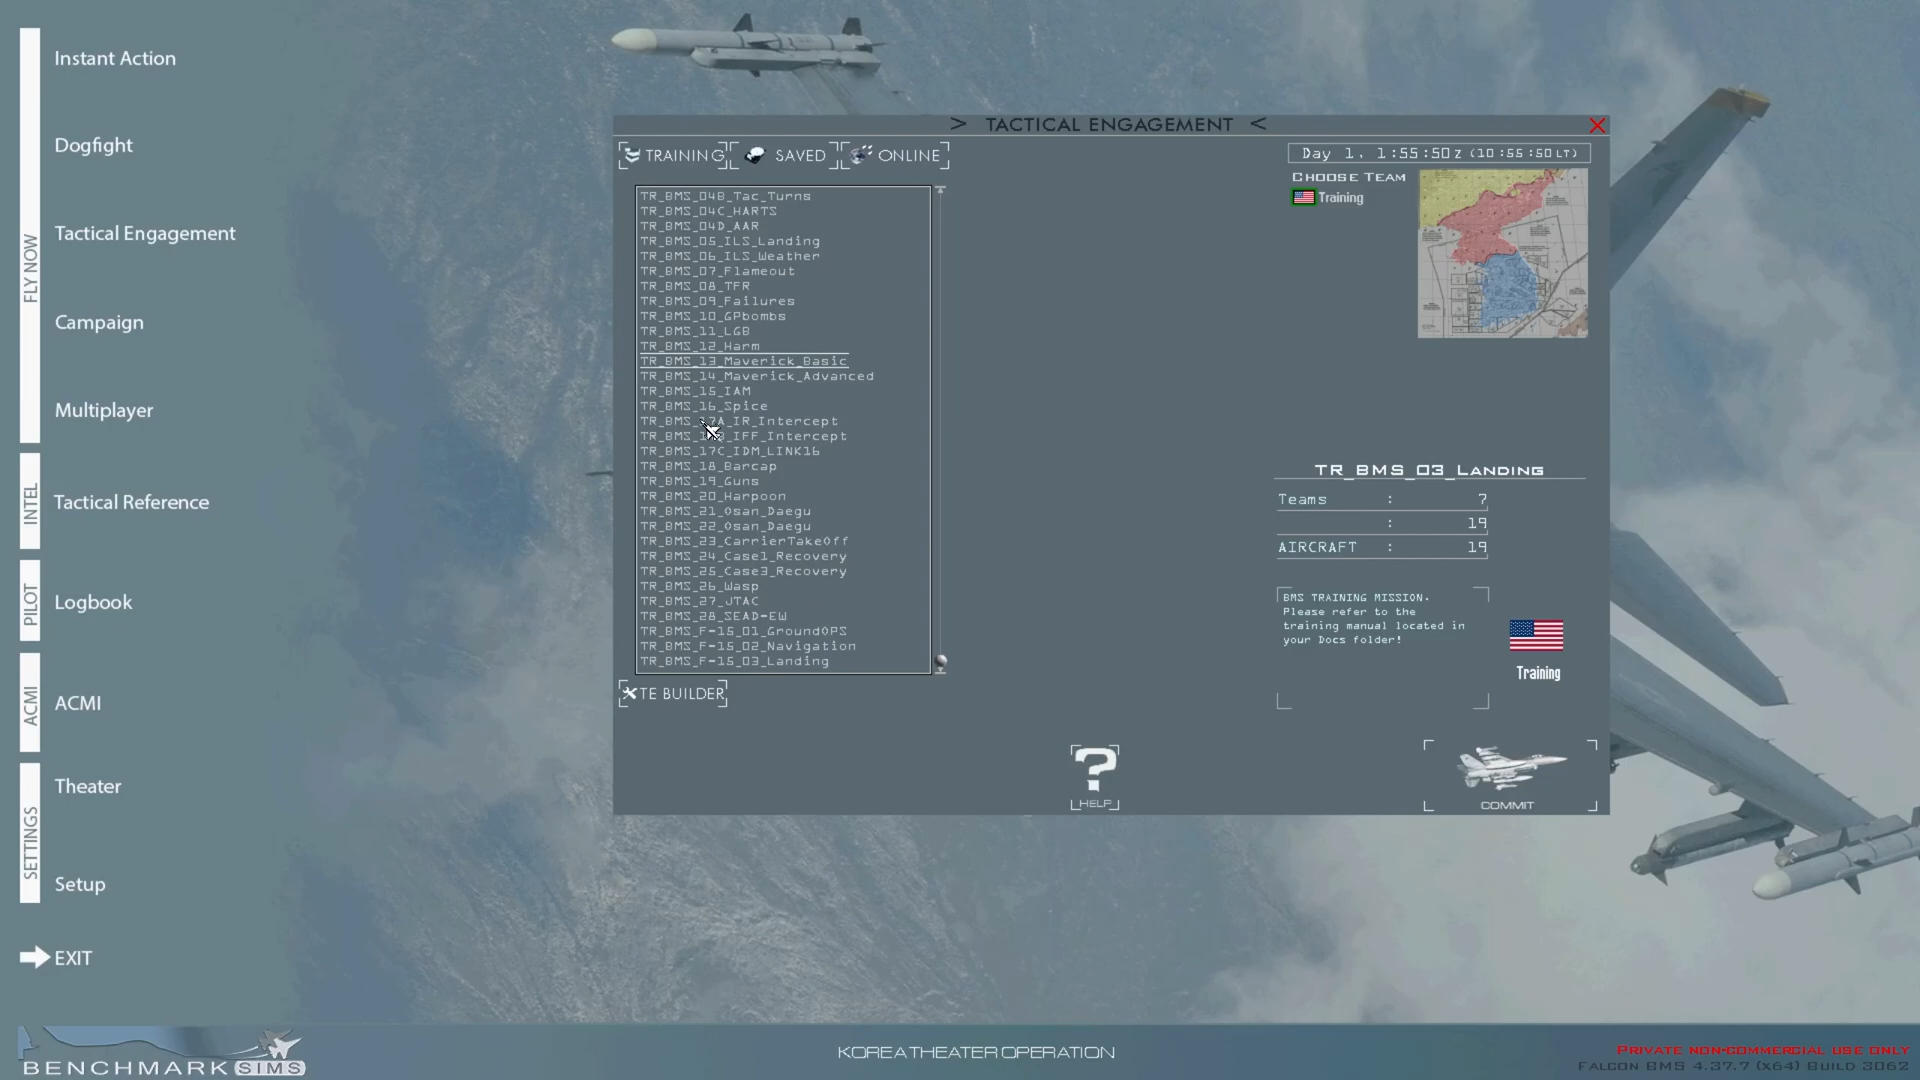 FLY NOW
Instant Action
Dogfight
Tactical Engagement
Campaign
Multiplayer
INTEL
Tactical Reference
PILOT
Logbook
ACMI
ACMI
SETTINGS
Theater
Setup
EXIT
> TACTICAL ENGAGEMENT <
TRAINING SAVED ONLINE
TR_BMS_04B_Tac_Turns
TR_BMS_04C_HARTS
TR_BMS_04D_AAR
TR_BMS_05_ILS_Landing
TR_BMS_06_ILS_Weather
TR_BMS_07_Flameout
TR_BMS_08_TFR
TR_BMS_09_Failures
TR_BMS_10_GPbombs
TR_BMS_11_LGB
TR_BMS_12_Harm
TR_BMS_13_Maverick_Basic
TR_BMS_14_Maverick_Advanced
TR_BMS_15_IAM
TR_BMS_16_Spice
TR_BMS_17A_IR_Intercept
TR_BMS_17B_IFF_Intercept
TR_BMS_17C_IDM_LINK16
TR_BMS_18_Barcap
TR_BMS_19_Guns
TR_BMS_20_Harpoon
TR_BMS_21_Osan_Daegu
TR_BMS_22_Osan_Daegu
TR_BMS_23_CarrierTakeOff
TR_BMS_24_Case1_Recovery
TR_BMS_25_Case3_Recovery
TR_BMS_26_Wasp
TR_BMS_27_JTAC
TR_BMS_28_SEAD-EW
TR_BMS_F-15_01_GroundOPS
TR_BMS_F-15_02_Navigation
TR_BMS_F-15_03_Landing
TE BUILDER
Day 1, 1:55:50z (10:55:50LT)
CHOOSE TEAM
Training
TR_BMS_03_LANDING
Teams : 7
: 19
AIRCRAFT : 19
BMS TRAINING MISSION.
Please refer to the
training manual located in
your Docs folder!
Training
HELP
COMMIT
BENCHMARK SIMS
KOREA THEATER OPERATION
PRIVATE NON-COMMERCIAL USE ONLY
FALCON BMS 4.37.7 (X64) BUILD 3062